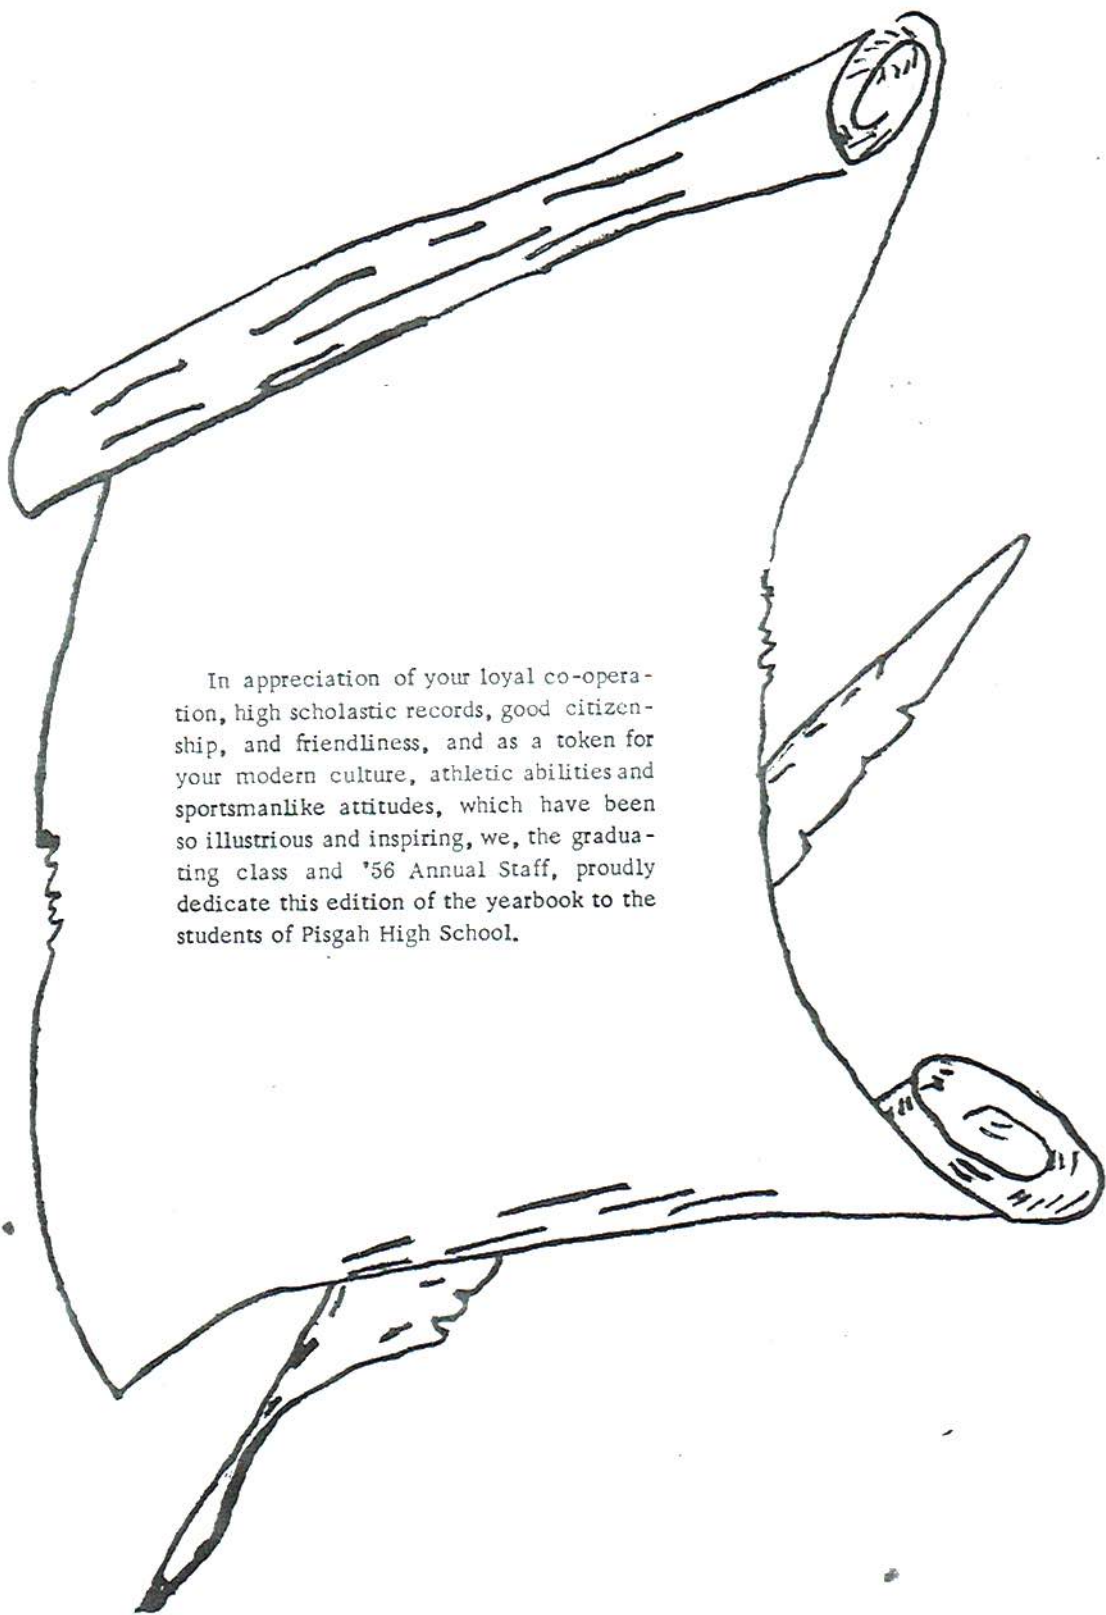 In appreciation of your loyal co-opera-
tion, high scholastic records, good citizen-
ship, and friendliness, and as a token for
your modern culture, athletic abilities and
sportsmanlike attitudes, which have been
so illustrious and inspiring, we, the gradua-
ting class and '56 Annual Staff, proudly
dedicate this edition of the yearbook to the
students of Pisgah High School.